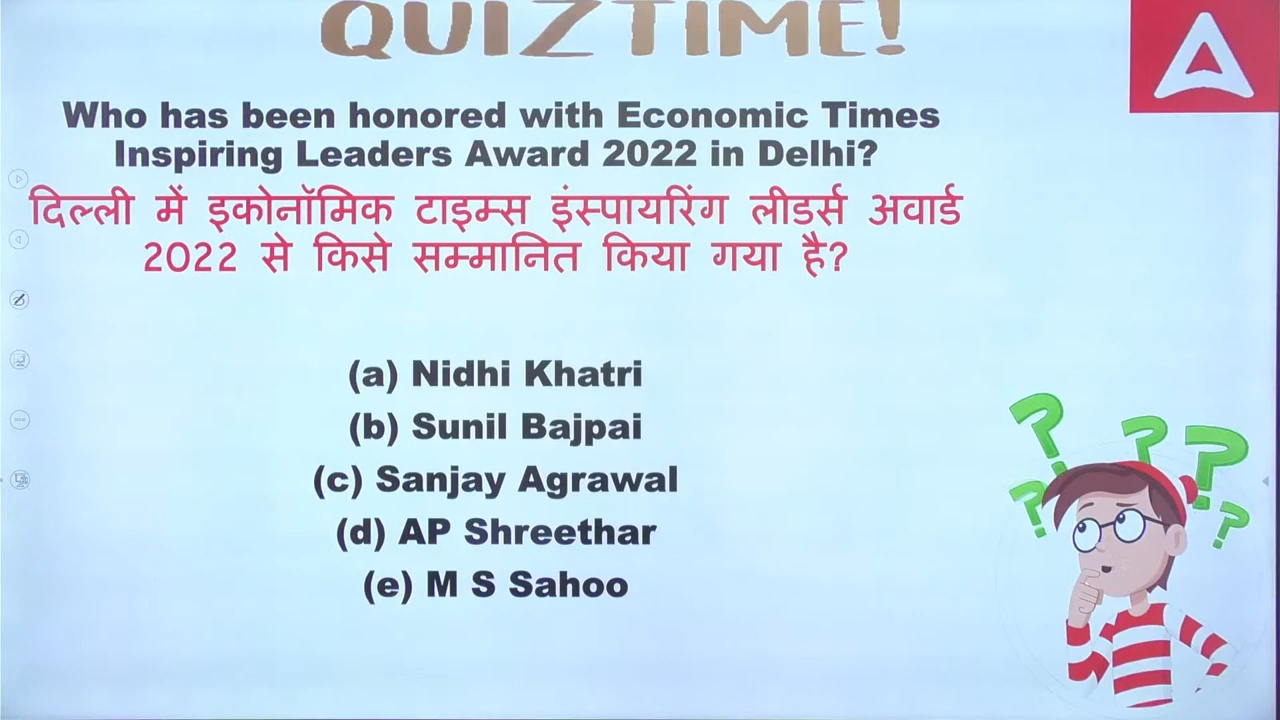 QUIZTIME!
Who has been honored with Economic Times
Inspiring Leaders Award 2022 in Delhi?
दिल्ली में इकोनॉमिक टाइम्स इंस्पायरिंग लीडर्स अवार्ड
2022 से किसे सम्मानित किया गया है?
(a) Nidhi Khatri
(b) Sunil Bajpai
(c) Sanjay Agrawal
(d) AP Shreethar
(e) M S Sahoo